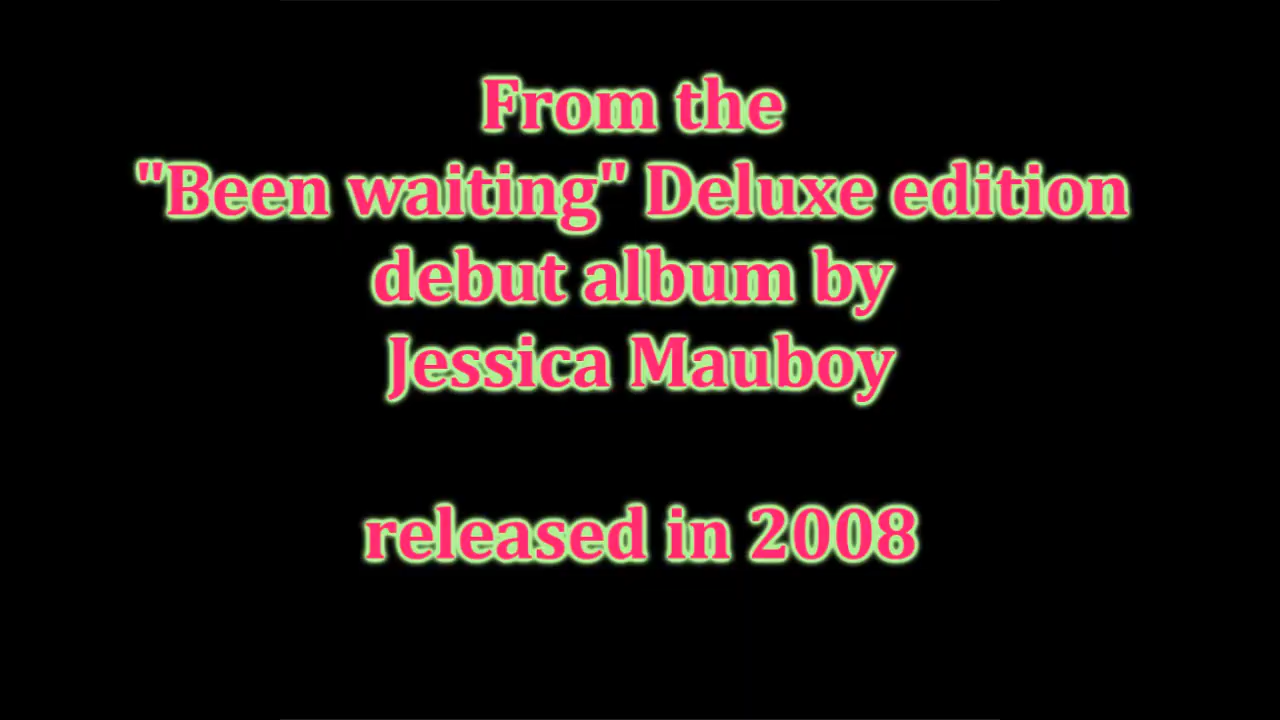 From the
"Been waiting" Deluxe edition
debut album by
Jessica Mauboy
released in 2008